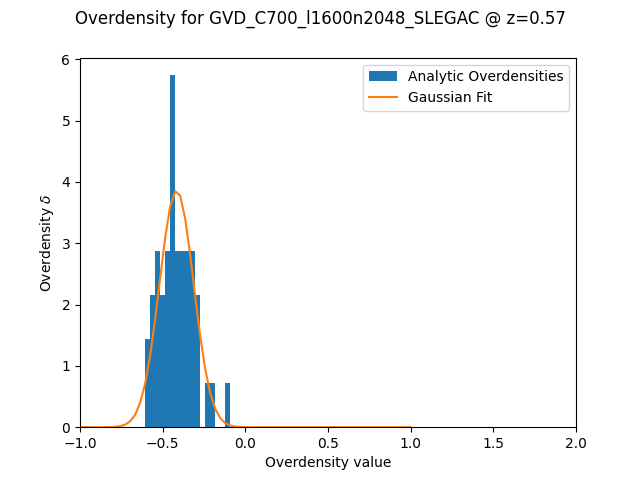 Overdensity for GVD_C700_l1600n2048_SLEGAC @ z=0.57
Analytic Overdensities
Gaussian Fit
Overdensity δ
6
5
4
3
2
1
0
−1.0 −0.5 0.0 0.5 1.0 1.5 2.0
Overdensity value